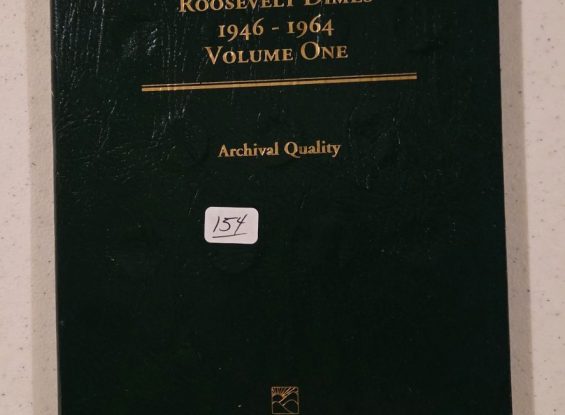 ROOSEVELT DIMES
1946 - 1964
VOLUME ONE
Archival Quality
154